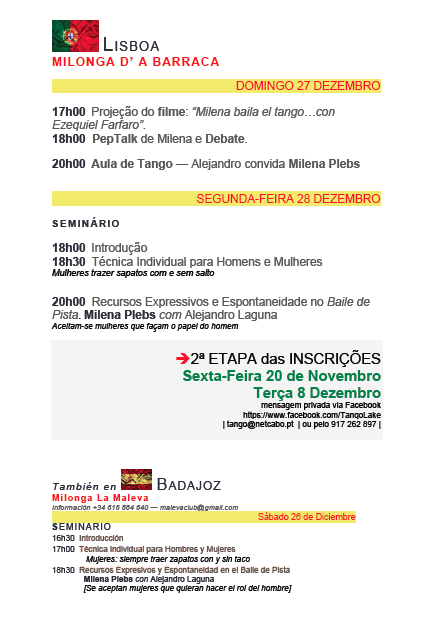 LISBOA
MILONGA D' A BARRACA
DOMINGO 27 DEZEMBRO
17h00 Projeção do filme: “Milena baila el tango…con
Ezequiel Farfaro”.
18h00 PepTalk de Milena e Debate.
20h00 Aula de Tango — Alejandro convida Milena Plebs
SEGUNDA-FEIRA 28 DEZEMBRO
SEMINÁRIO
18h00 Introdução
18h30 Técnica Individual para Homens e Mulheres
Mulheres trazer sapatos com e sem salto
20h00 Recursos Expressivos e Espontaneidade no Baile de
Pista. Milena Plebs com Alejandro Laguna
Aceitam-se mulheres que façam o papel do homem
➔2ª ETAPA das INSCRIÇÕES
Sexta-Feira 20 de Novembro
Terça 8 Dezembro
mensagem privada via Facebook
https://www.facebook.com/TangoLake
| tango@netcabo.pt | ou pelo 917 262 897 |
También en BADAJOZ
Milonga La Maleva
Información +34 616 684 640 — malevaclub@gmail.com
Sábado 26 de Diciembre
SEMINARIO
16h30 Introducción
17h00 Técnica Individual para Hombres y Mujeres
Mujeres: siempre traer zapatos con y sin taco
18h30 Recursos Expresivos y Espontaneidad en el Baile de Pista
Milena Plebs con Alejandro Laguna
[Se aceptan mujeres que quieran hacer el rol del hombre]